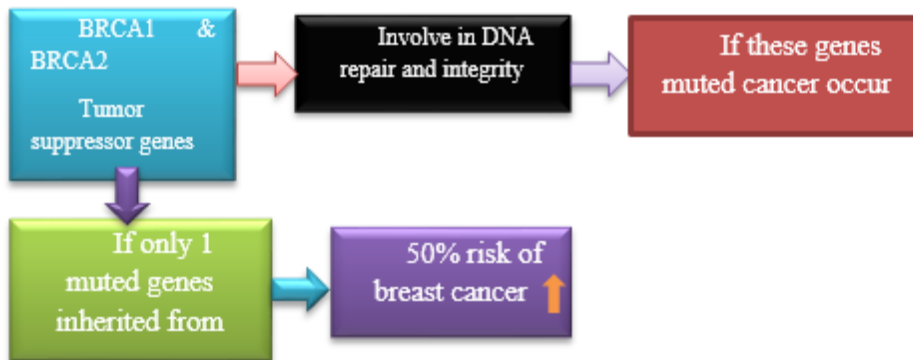 BRCA1 &
BRCA2
Tumor
suppressor genes
Involve in DNA
repair and integrity
If these genes
muted cancer occur
If only 1
muted genes
inherited from
50% risk of
breast cancer